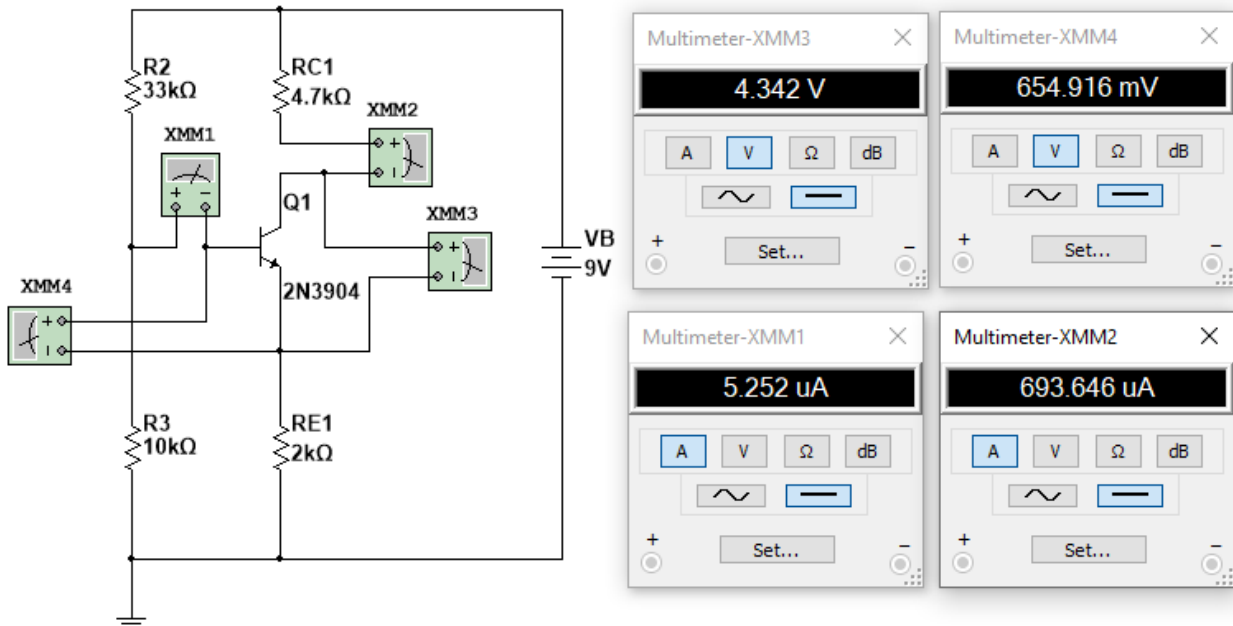 R2
33kΩ
RC1
4.7kΩ
XMM1
+ -
XMM2
+
Q1
XMM3
+
2N3904
VB
9V
XMM4
+
R3
10kΩ
RE1
2kΩ
Multimeter-XMM3
4.342 V
A V Ω dB
+ Set... -
Multimeter-XMM4
654.916 mV
A V Ω dB
+ Set... -
Multimeter-XMM1
5.252 uA
A V Ω dB
+ Set... -
Multimeter-XMM2
693.646 uA
A V Ω dB
+ Set... -